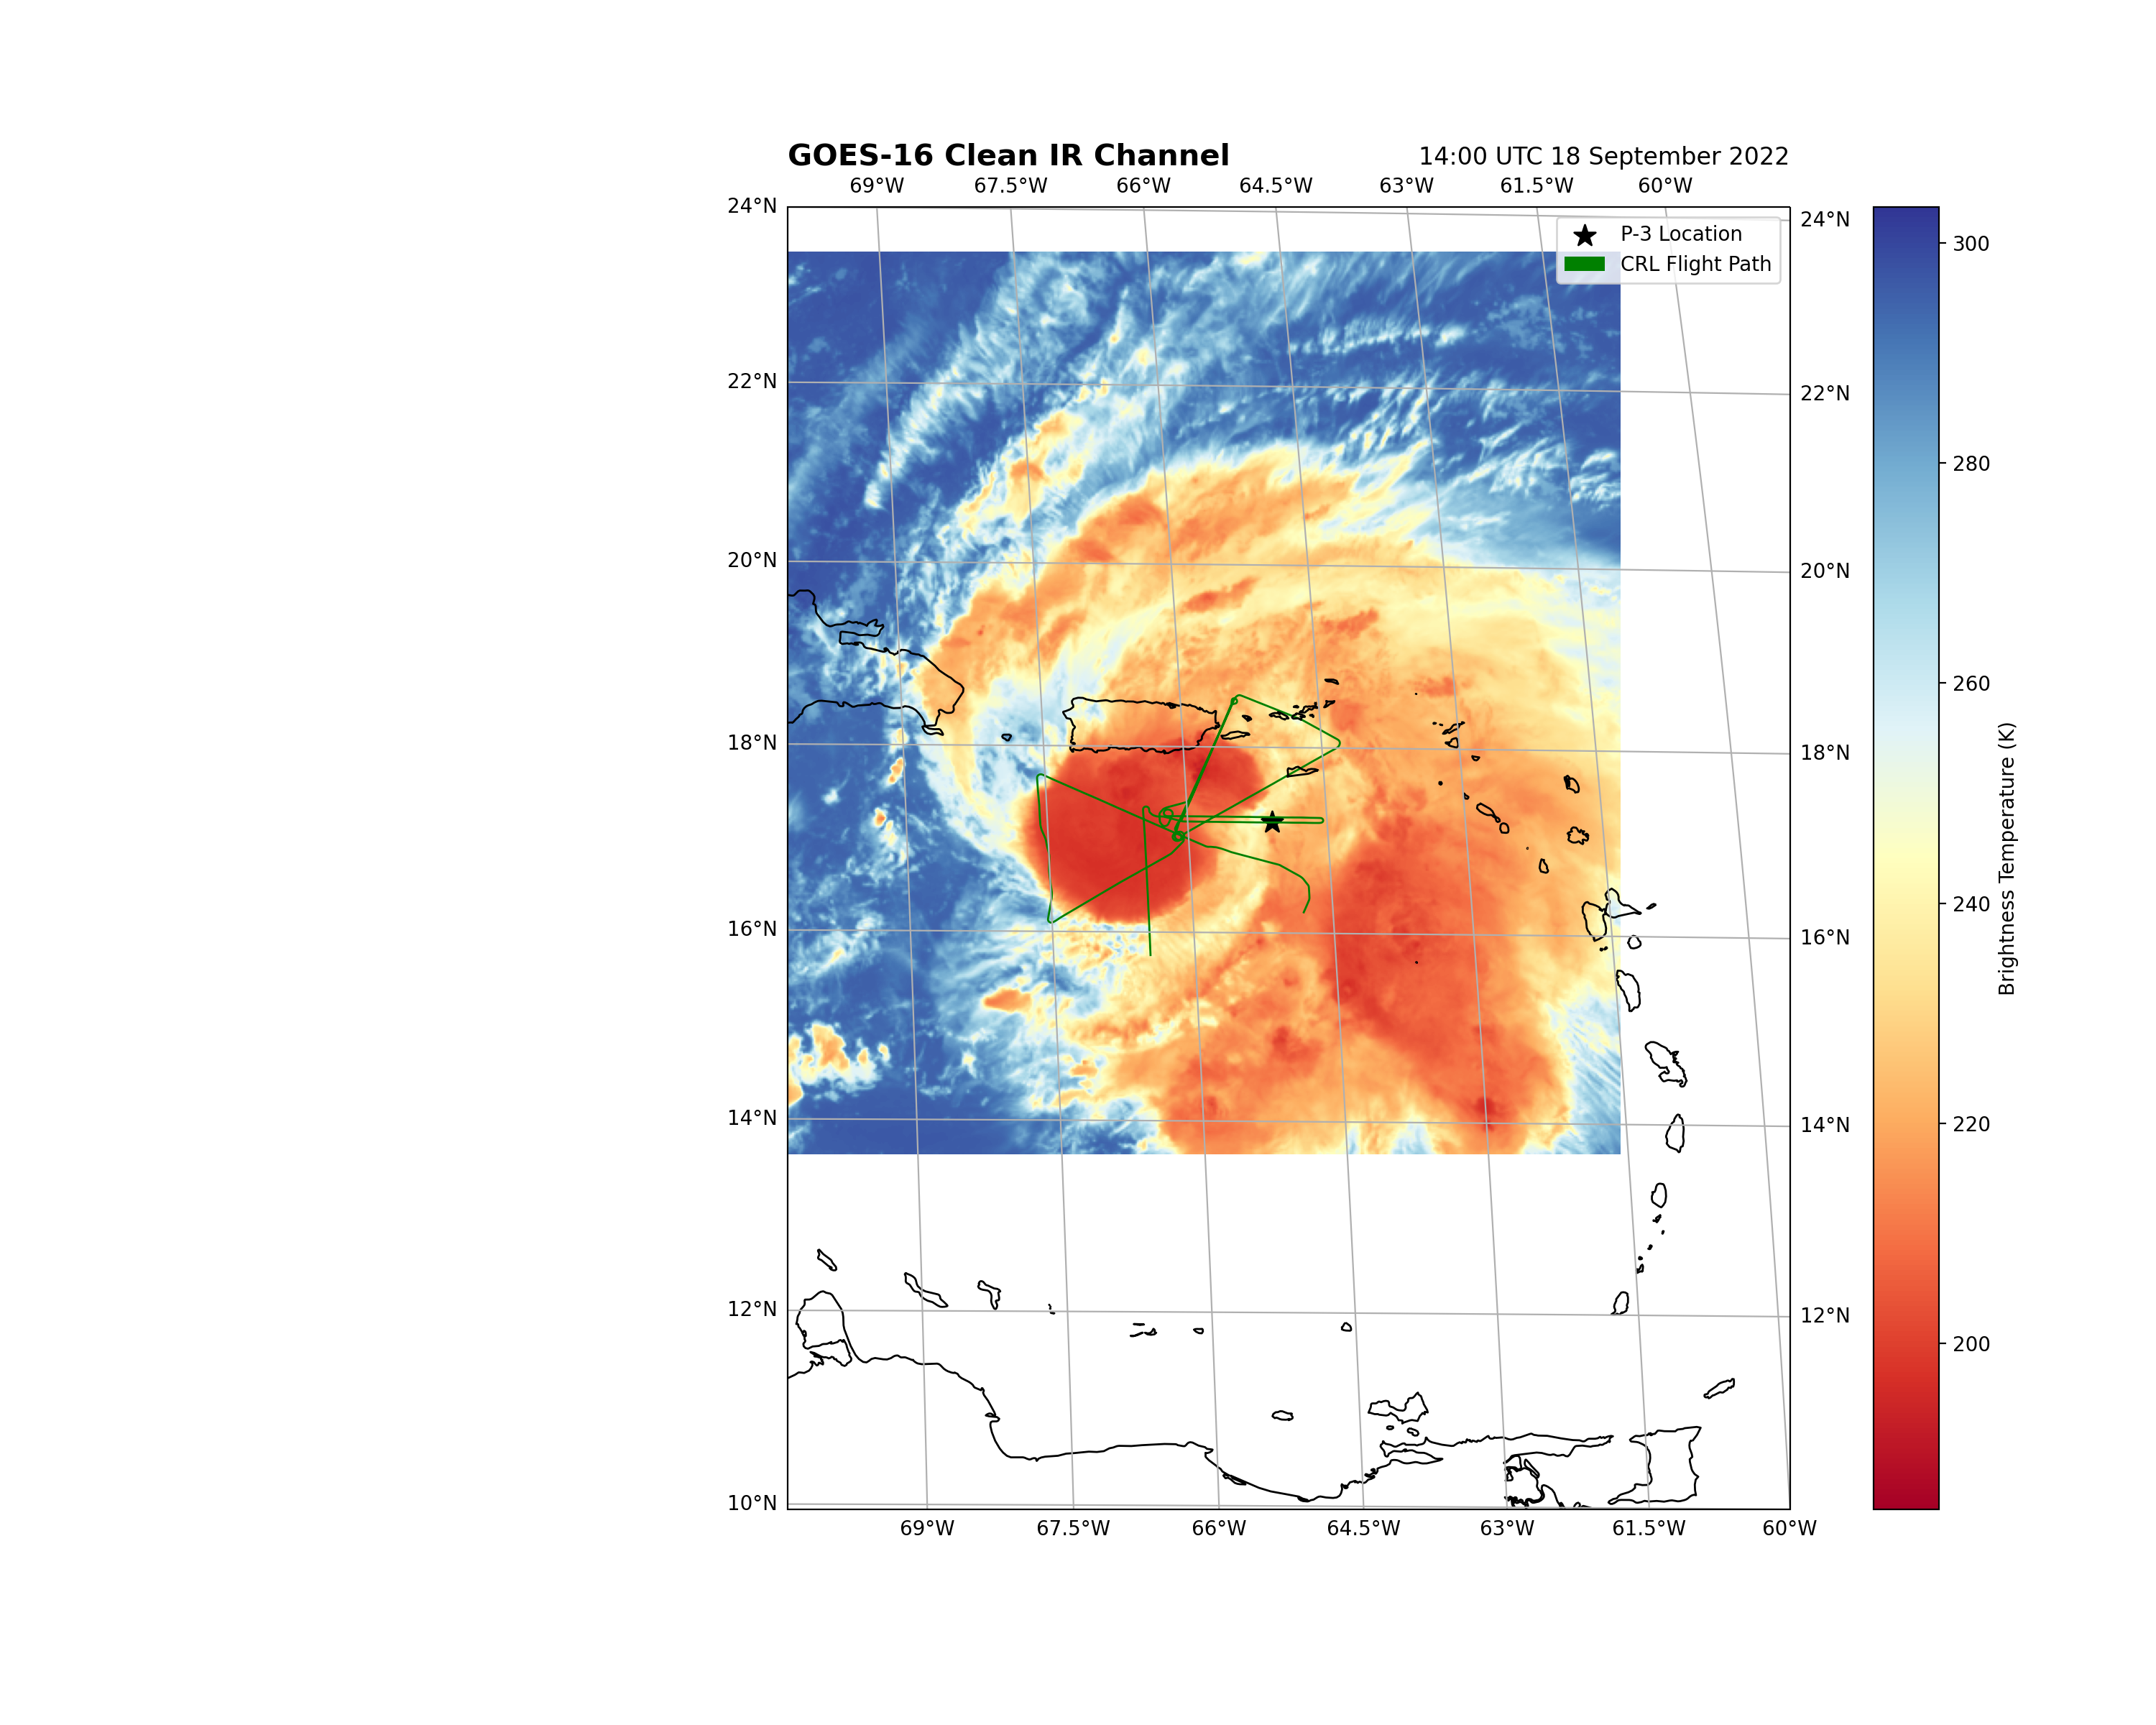 GOES-16 Clean IR Channel
14:00 UTC 18 September 2022
69°W 67.5°W 66°W 64.5°W 63°W 61.5°W 60°W
24°N 24°N
P-3 Location
CRL Flight Path
300
22°N 22°N
280
20°N 20°N
260
18°N 18°N
Brightness Temperature (K)
240
16°N 16°N
220
14°N 14°N
200
12°N 12°N
10°N
69°W 67.5°W 66°W 64.5°W 63°W 61.5°W 60°W